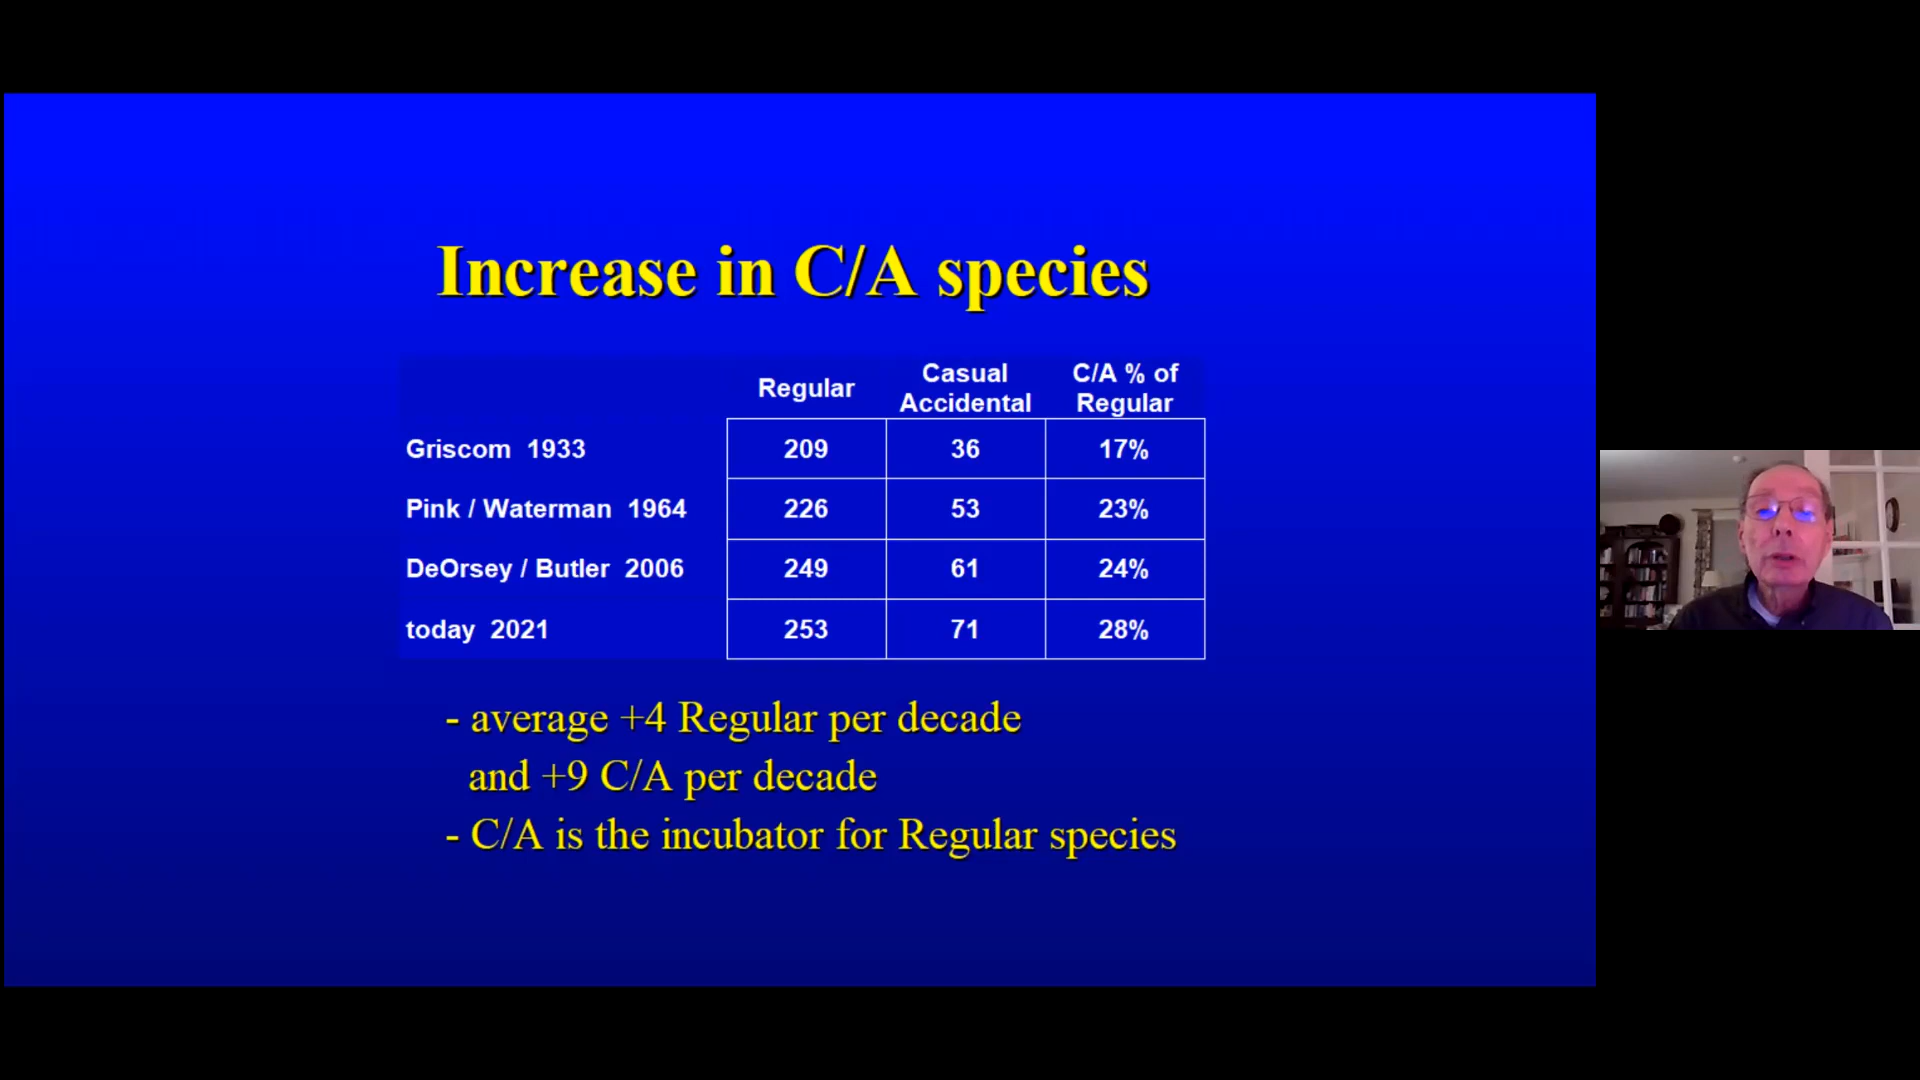 Increase in C/A species
Regular
Casual
Accidental
C/A % of
Regular
Griscom 1933 209 36 17%
Pink / Waterman 1964 226 53 23%
DeOrsey / Butler 2006 249 61 24%
today 2021 253 71 28%
- average +4 Regular per decade
and +9 C/A per decade
- C/A is the incubator for Regular species